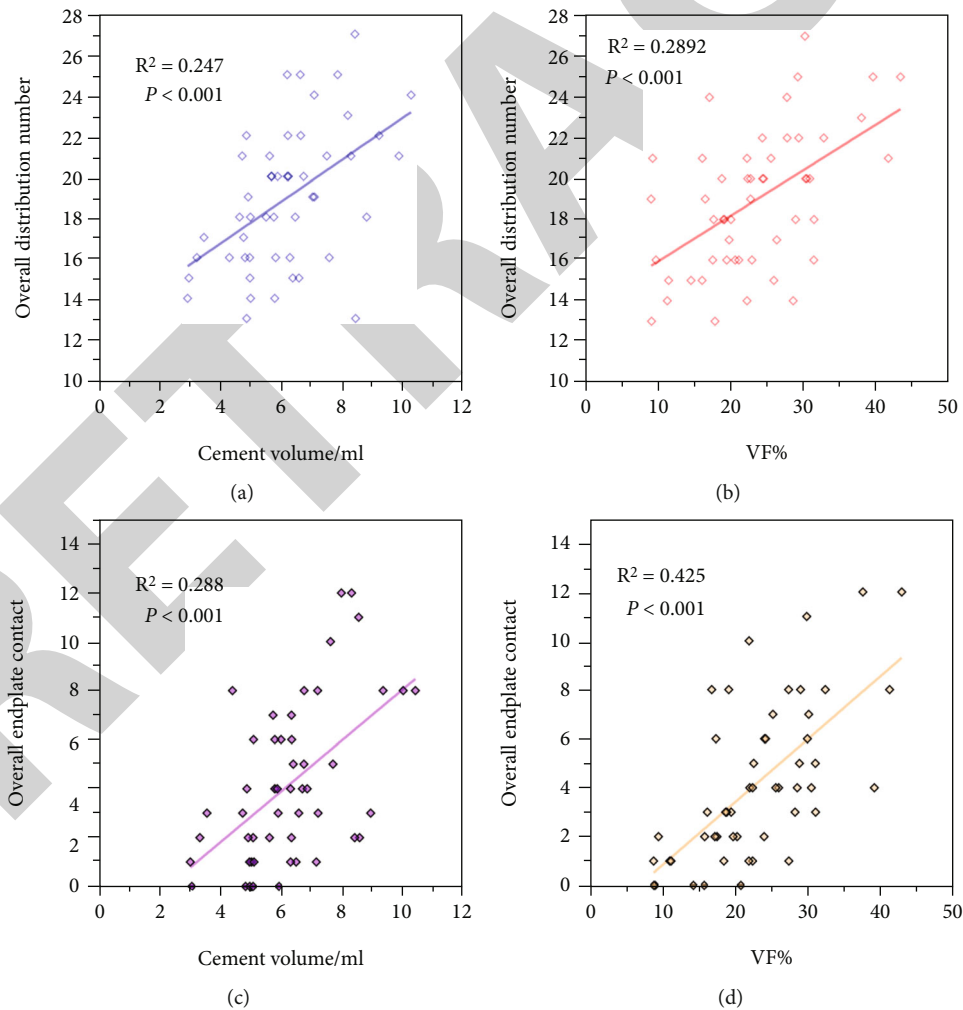 28
26
24
22
20
18
16
14
12
10
Overall distribution number
R² = 0.247
P < 0.001
0 2 4 6 8 10 12
Cement volume/ml
(a)
28
26
24
22
20
18
16
14
12
10
Overall distribution number
R² = 0.2892
P < 0.001
0 10 20 30 40 50
VF%
(b)
14
12
10
8
6
4
2
0
Overall endplate contact
R² = 0.288
P < 0.001
0 2 4 6 8 10 12
Cement volume/ml
(c)
14
12
10
8
6
4
2
0
Overall endplate contact
R² = 0.425
P < 0.001
0 10 20 30 40 50
VF%
(d)